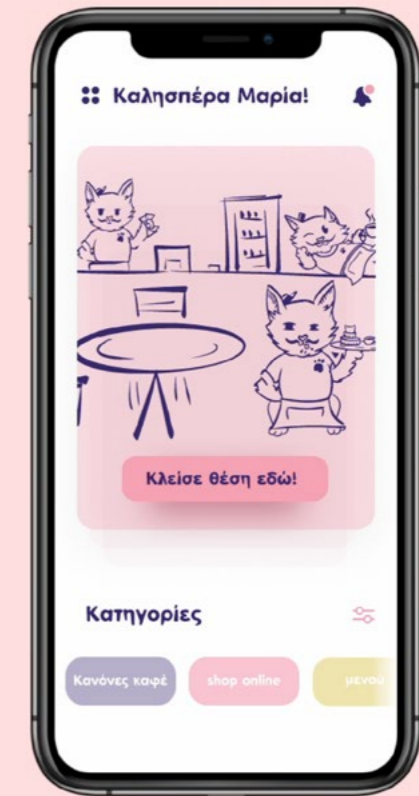 Καλησπέρα Μαρία!
Κλείσε θέση εδώ!
Κατηγορίες
Κανόνες καφέ
shop online
μενού